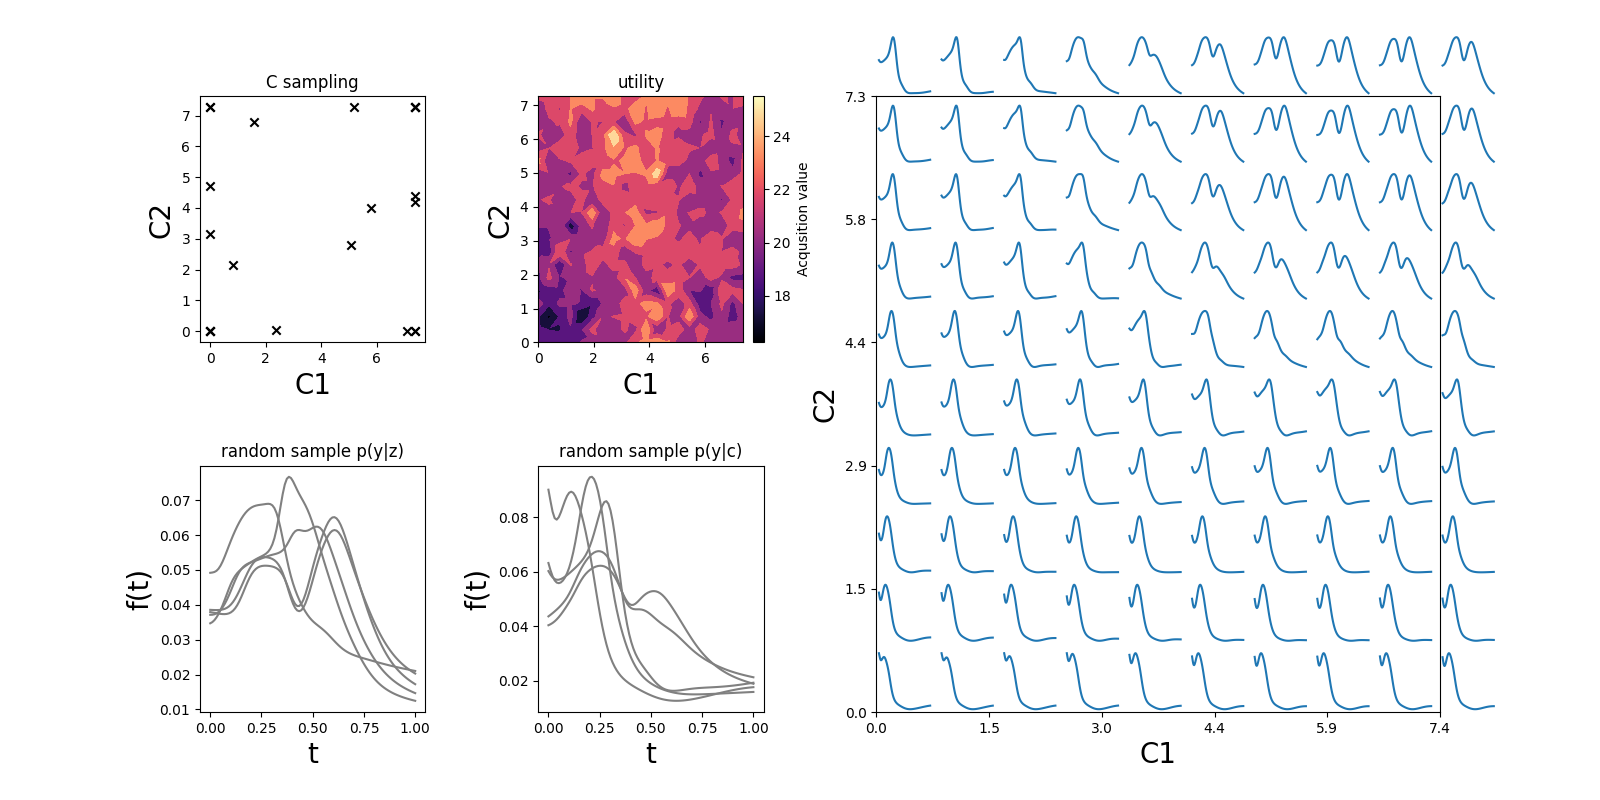 C sampling
7
6
5
4
3
2
1
0
C2
0
2
4
6
C1
utility
7
6
5
4
3
2
1
0
C2
0
2
4
6
C1
24
22
20
18
Acqusition value
random sample p(y|z)
0.07
0.06
0.05
0.04
0.03
0.02
0.01
f(t)
0.00 0.25 0.50 0.75 1.00
t
random sample p(y|c)
0.08
0.06
0.04
0.02
f(t)
0.00 0.25 0.50 0.75 1.00
t
7.3
5.8
4.4
2.9
1.5
0.0
C2
0.0 1.5 3.0 4.4 5.9 7.4
C1